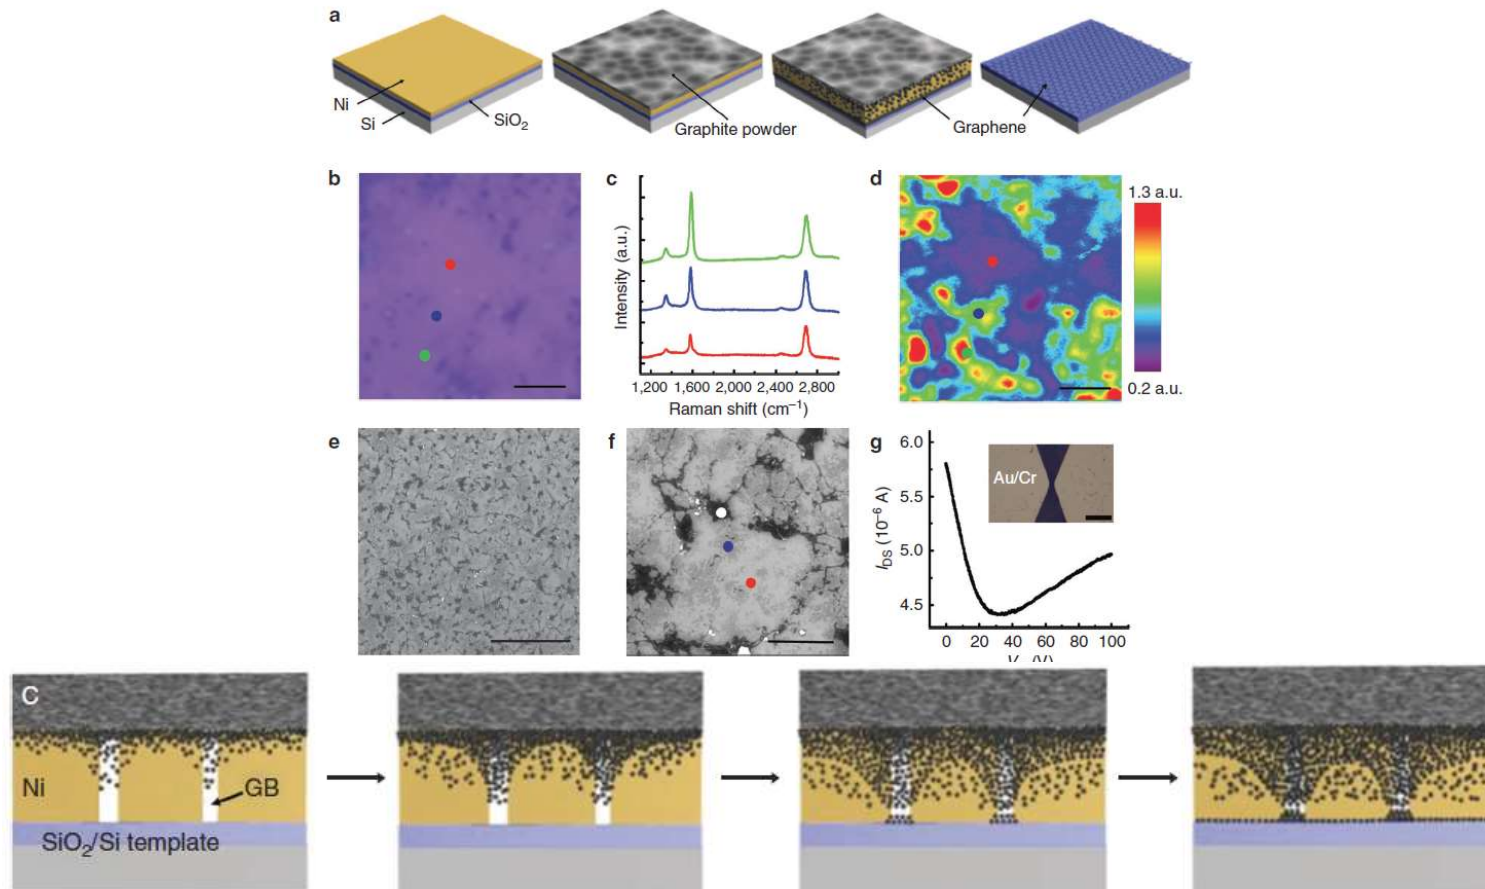 a
Ni
Si
SiO₂
Graphite powder
Graphene
b
c
Intensity (a.u.)
1,200 1,600 2,000 2,400 2,800
Raman shift (cm⁻¹)
d
1.3 a.u.
0.2 a.u.
e
f
g
6.0
5.5
5.0
4.5
I_DS (10⁻⁶ A)
Au/Cr
0 20 40 60 80 100
(V)
C
Ni
GB
SiO₂/Si template